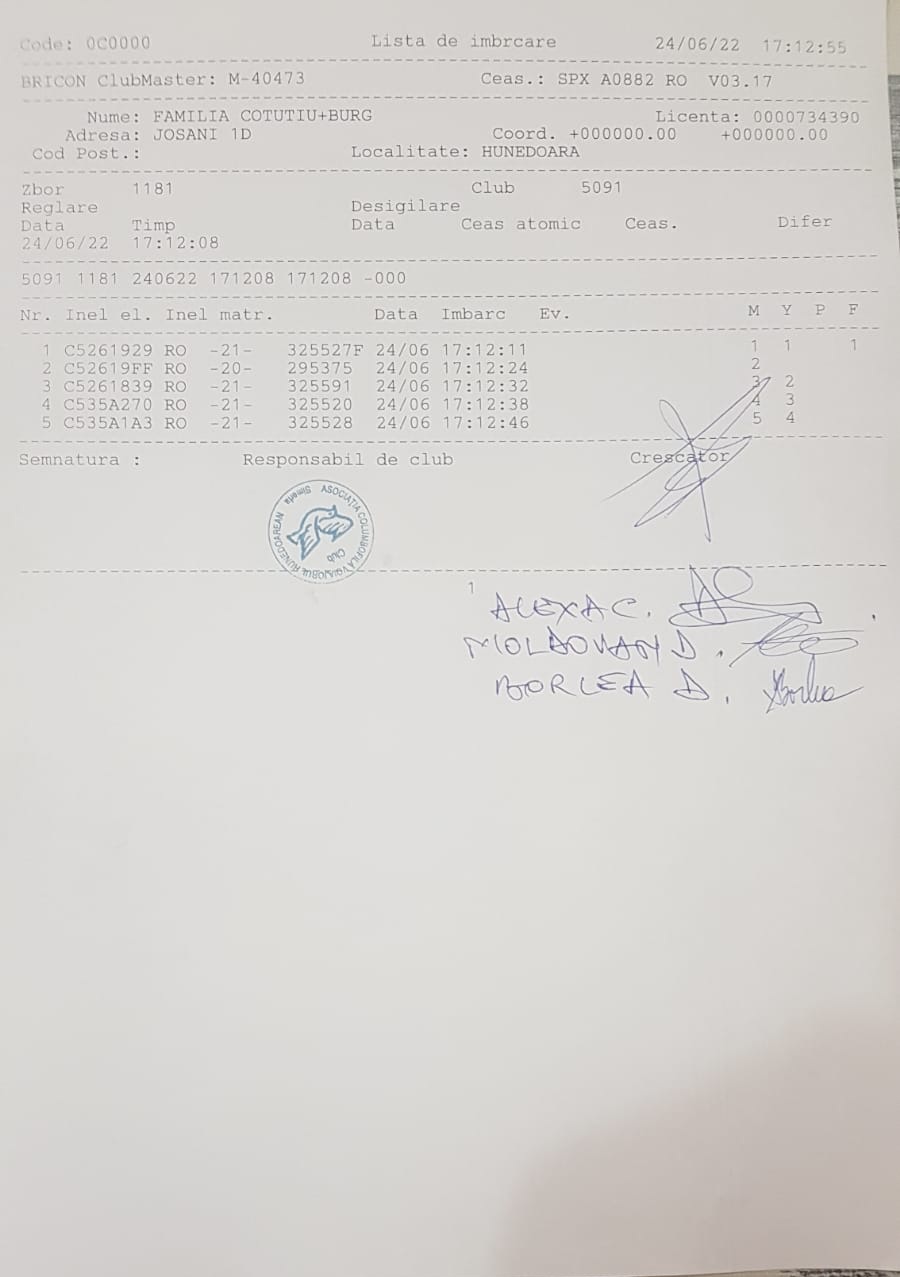 Code: 0C0000 Lista de imbrcare 24/06/22 17:12:55
BRICON ClubMaster: M-40473 Ceas.: SPX A0882 RO V03.17
Nume: FAMILIA COTUTIU+BURG Licenta: 0000734390
Adresa: JOSANI 1D Coord. +000000.00 +000000.00
Cod Post.: Localitate: HUNEDOARA
Zbor 1181 Club 5091
Reglare Desigilare
Data Timp Data Ceas atomic Ceas. Difer
24/06/22 17:12:08
5091 1181 240622 171208 171208 -000
Nr. Inel el. Inel matr. Data Imbarc Ev. M Y P F
1 C5261929 RO -21- 325527F 24/06 17:12:11 1 1 1
2 C52619FF RO -20- 295375 24/06 17:12:24 2
3 C5261839 RO -21- 325591 24/06 17:12:32 3 2
4 C535A270 RO -21- 325520 24/06 17:12:38 4 3
5 C535A1A3 RO -21- 325528 24/06 17:12:46 5 4
Semnatura : Responsabil de club Crescator
ASOCIAȚIA COLUMBOFILĂ VOIAJORUL HUNEDOREAN
Club
1
ALEXA C.
MOLDOVAN D.
BORLEA D.